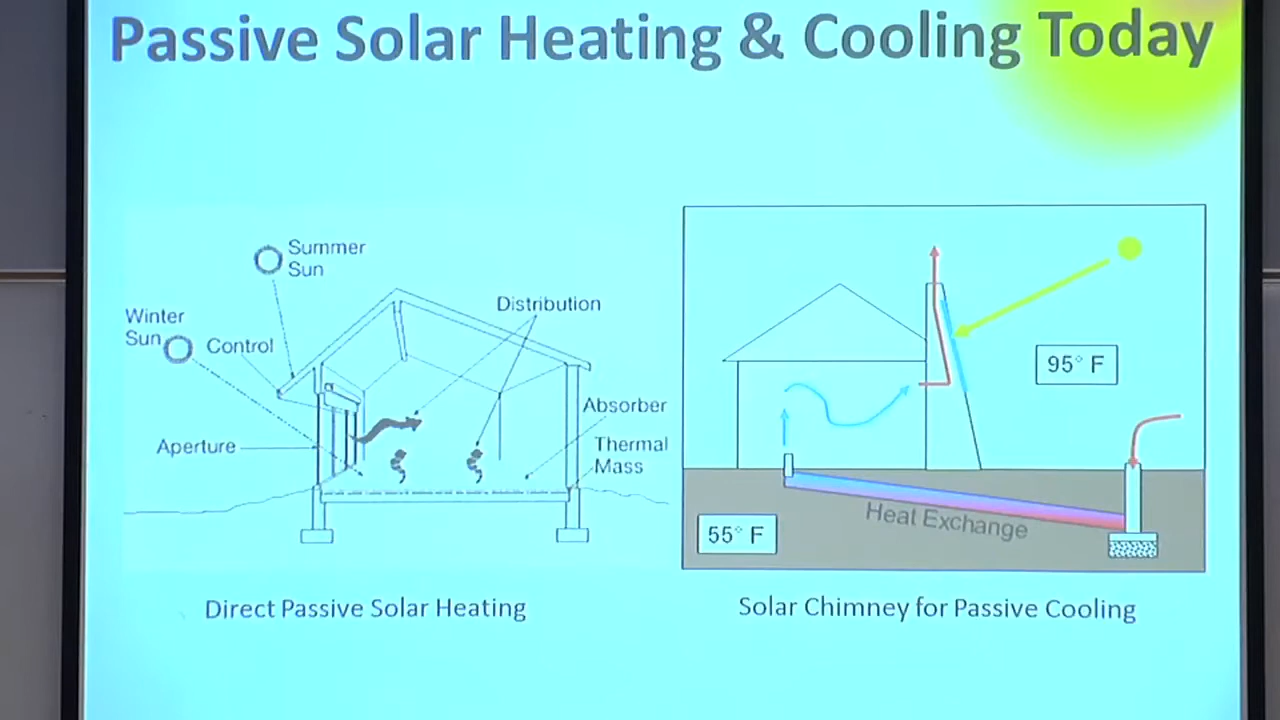 Passive Solar Heating & Cooling Today
Summer
Sun
Winter
Sun
Control
Distribution
Aperture
Absorber
Thermal
Mass
95° F
55° F
Heat Exchange
Direct Passive Solar Heating
Solar Chimney for Passive Cooling